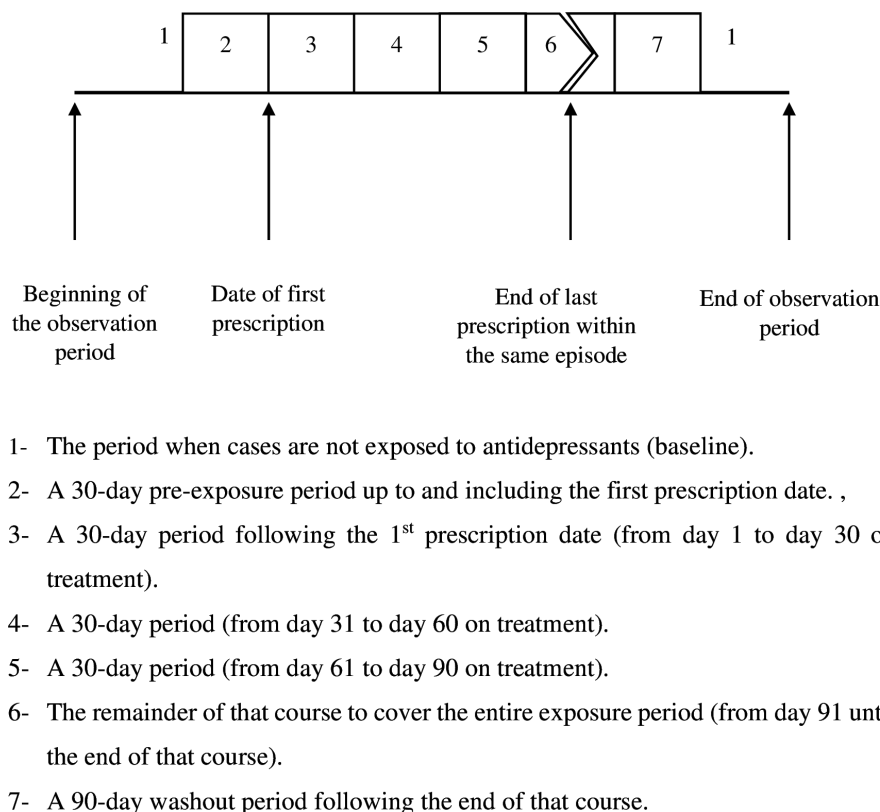 1 2 3 4 5 6 7 1
Beginning of
the observation
period
Date of first
prescription
End of last
prescription within
the same episode
End of observation
period
1- The period when cases are not exposed to antidepressants (baseline).
2- A 30-day pre-exposure period up to and including the first prescription date. ,
3- A 30-day period following the 1st prescription date (from day 1 to day 30 o
treatment).
4- A 30-day period (from day 31 to day 60 on treatment).
5- A 30-day period (from day 61 to day 90 on treatment).
6- The remainder of that course to cover the entire exposure period (from day 91 unt
the end of that course).
7- A 90-day washout period following the end of that course.